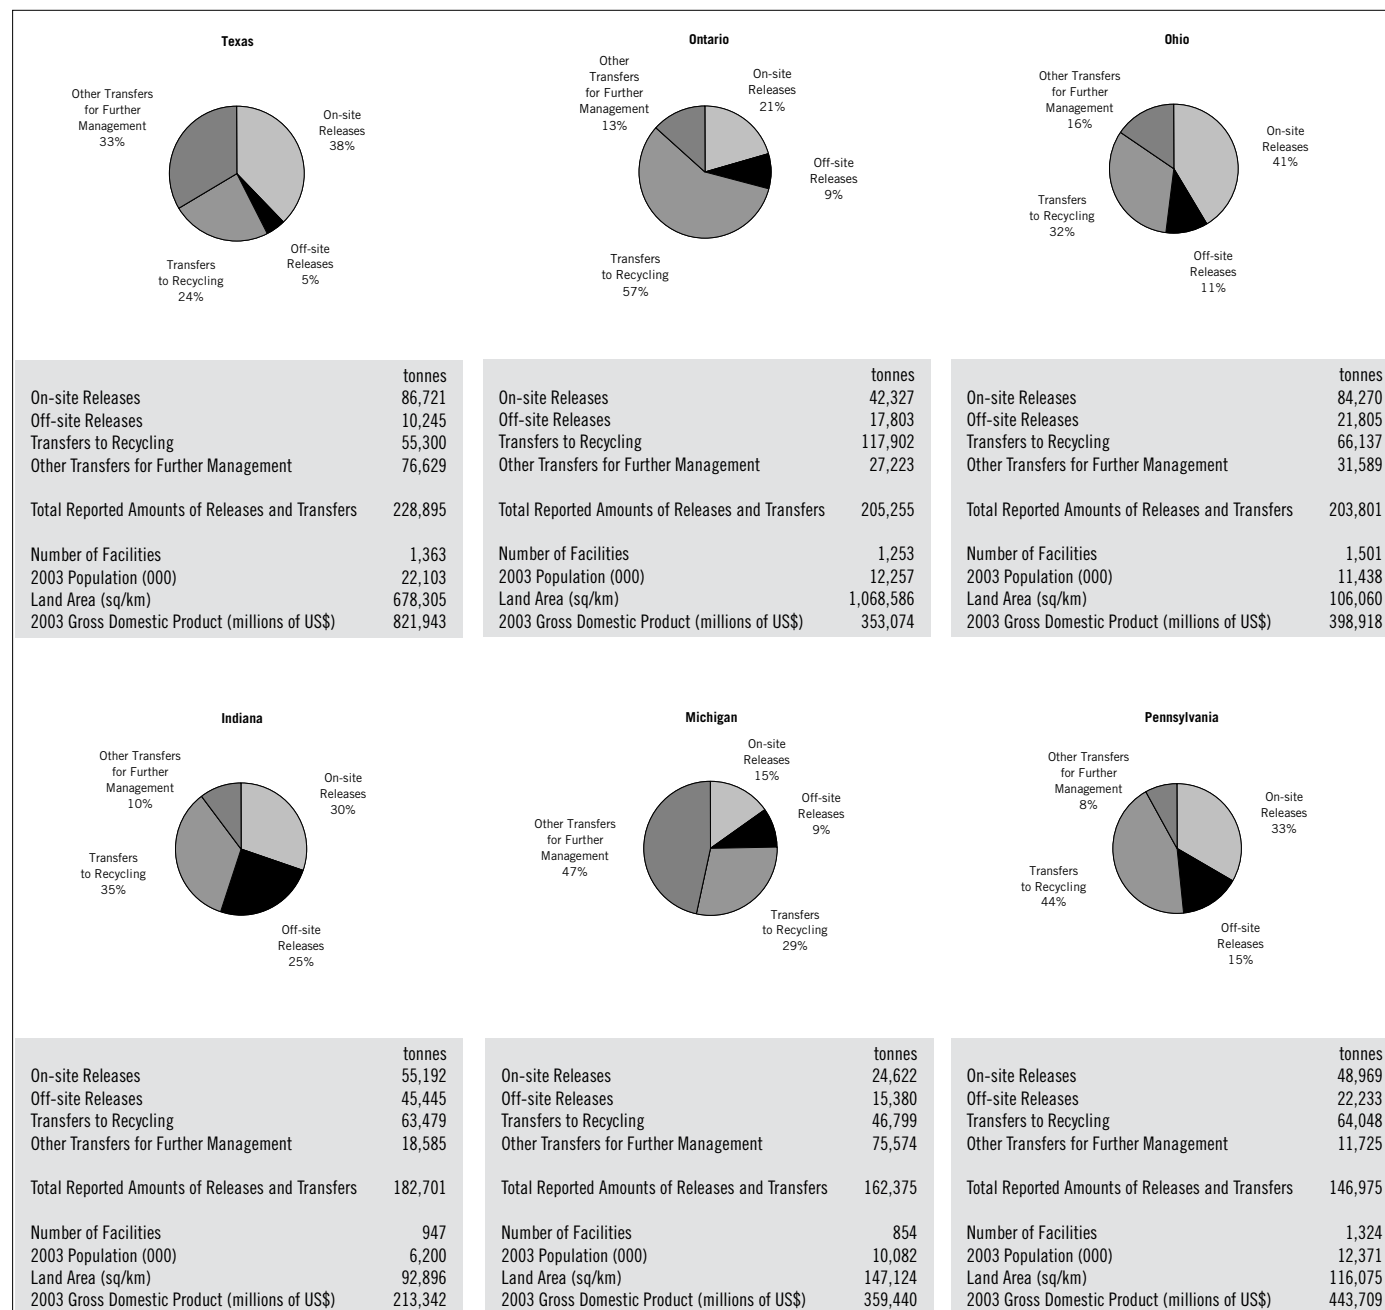 Texas
Other Transfers
for Further
Management
33%
On-site
Releases
38%
Transfers
to Recycling
24%
Off-site
Releases
5%
Ontario
Other
Transfers
for Further
Management
13%
On-site
Releases
21%
Off-site
Releases
9%
Transfers
to Recycling
57%
Ohio
Other Transfers
for Further
Management
16%
On-site
Releases
41%
Transfers
to Recycling
32%
Off-site
Releases
11%
tonnes
On-site Releases 86,721
Off-site Releases 10,245
Transfers to Recycling 55,300
Other Transfers for Further Management 76,629
Total Reported Amounts of Releases and Transfers 228,895
Number of Facilities 1,363
2003 Population (000) 22,103
Land Area (sq/km) 678,305
2003 Gross Domestic Product (millions of US$) 821,943
tonnes
On-site Releases 42,327
Off-site Releases 17,803
Transfers to Recycling 117,902
Other Transfers for Further Management 27,223
Total Reported Amounts of Releases and Transfers 205,255
Number of Facilities 1,253
2003 Population (000) 12,257
Land Area (sq/km) 1,068,586
2003 Gross Domestic Product (millions of US$) 353,074
tonnes
On-site Releases 84,270
Off-site Releases 21,805
Transfers to Recycling 66,137
Other Transfers for Further Management 31,589
Total Reported Amounts of Releases and Transfers 203,801
Number of Facilities 1,501
2003 Population (000) 11,438
Land Area (sq/km) 106,060
2003 Gross Domestic Product (millions of US$) 398,918
Indiana
Other Transfers
for Further
Management
10%
On-site
Releases
30%
Transfers
to Recycling
35%
Off-site
Releases
25%
Michigan
On-site
Releases
15%
Off-site
Releases
9%
Other Transfers
for Further
Management
47%
Transfers
to Recycling
29%
Pennsylvania
Other Transfers
for Further
Management
8%
On-site
Releases
33%
Transfers
to Recycling
44%
Off-site
Releases
15%
tonnes
On-site Releases 55,192
Off-site Releases 45,445
Transfers to Recycling 63,479
Other Transfers for Further Management 18,585
Total Reported Amounts of Releases and Transfers 182,701
Number of Facilities 947
2003 Population (000) 6,200
Land Area (sq/km) 92,896
2003 Gross Domestic Product (millions of US$) 213,342
tonnes
On-site Releases 24,622
Off-site Releases 15,380
Transfers to Recycling 46,799
Other Transfers for Further Management 75,574
Total Reported Amounts of Releases and Transfers 162,375
Number of Facilities 854
2003 Population (000) 10,082
Land Area (sq/km) 147,124
2003 Gross Domestic Product (millions of US$) 359,440
tonnes
On-site Releases 48,969
Off-site Releases 22,233
Transfers to Recycling 64,048
Other Transfers for Further Management 11,725
Total Reported Amounts of Releases and Transfers 146,975
Number of Facilities 1,324
2003 Population (000) 12,371
Land Area (sq/km) 116,075
2003 Gross Domestic Product (millions of US$) 443,709